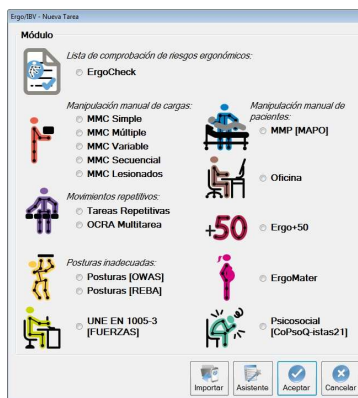 Ergo/IBV - Nueva Tarea
Módulo
Lista de comprobación de riesgos ergonómicos:
ErgoCheck
Manipulación manual de cargas:
MMC Simple
MMC Múltiple
MMC Variable
MMC Secuencial
MMC Lesionados
Movimientos repetitivos:
Tareas Repetitivas
OCRA Multitarea
Posturas inadecuadas:
Posturas [OWAS]
Posturas [REBA]
UNE EN 1005-3
[FUERZAS]
Manipulación manual de
pacientes:
MMP [MAPO]
Oficina
+50
Ergo+50
ErgoMater
Psicosocial
[CoPsoQ-istas21]
Importar
Asistente
Aceptar
Cancelar